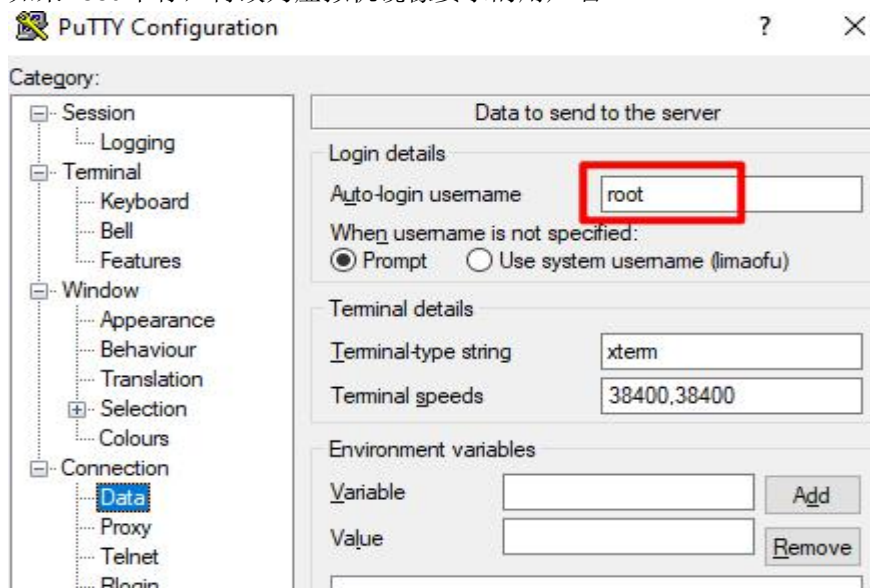 PuTTY Configuration ? ×
Category:
Session
Logging
Terminal
Keyboard
Bell
Features
Window
Appearance
Behaviour
Translation
Selection
Colours
Connection
Data
Proxy
Telnet
Rlogin
Data to send to the server
Login details
Auto-login username root
When username is not specified:
Prompt Use system username (limaofu)
Terminal details
Terminal-type string xterm
Terminal speeds 38400,38400
Environment variables
Variable Add
Value Remove